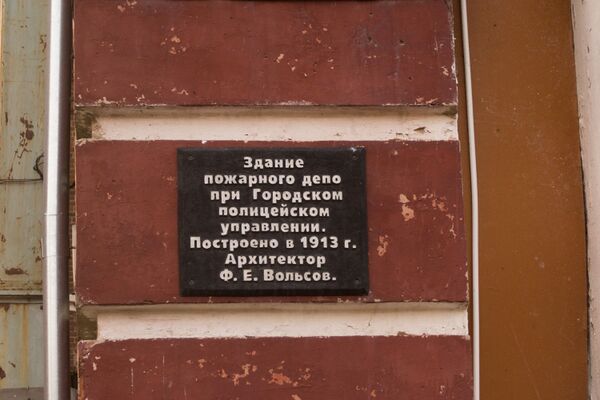 Здание
пожарного депо
при Городском
полицейском
управлении.
Построено в 1913 г.
Архитектор
Ф. Е. Вольсов.